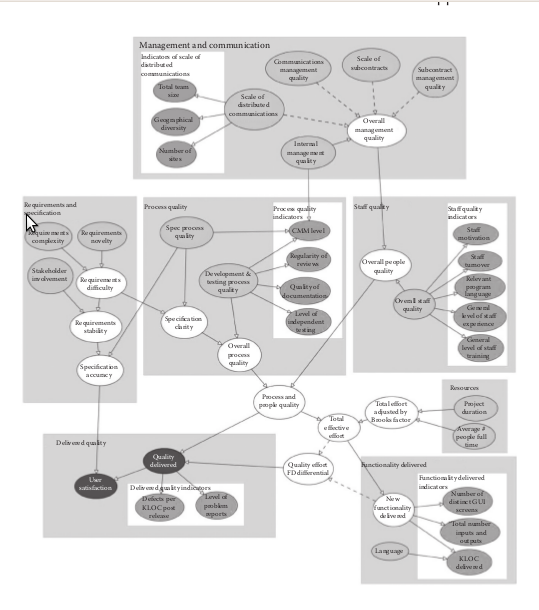 Management and communication
Indicators of scale of
distributed
communications
Total team
size
Geographical
diversity
Number of
sites
Scale of
distributed
communications
Communications
management
quality
Scale of
subcontracts
Subcontract
management
quality
Overall
management
quality
Internal
management
quality
Requirements and
specification
Requirements
complexity
Requirements
novelty
Stakeholder
involvement
Requirements
difficulty
Requirements
stability
Specification
accuracy
Process quality
Spec process
quality
Process quality
indicators
CMM level
Regularity of
reviews
Quality of
documentation
Level of
independent
testing
Development &
testing process
quality
Specification
clarity
Overall
process
quality
Staff quality
Staff quality
indicators
Staff
motivation
Staff
turnover
Relevant
program
language
General
level of staff
experience
General
level of staff
training
Overall people
quality
Overall staff
quality
Process and
people quality
Total
effective
effort
Total effort
adjusted by
Brooks factor
Resources
Project
duration
Average #
people full
time
Delivered quality
Quality
delivered
User
satisfaction
Delivered quality indicators
Defects per
KLOC post
release
Level of
problem
reports
Quality effort
FD differential
Functionality delivered
Functionality delivered
indicators
Number of
distinct GUI
screens
Total number
inputs and
outputs
KLOC
delivered
New
functionality
delivered
Language